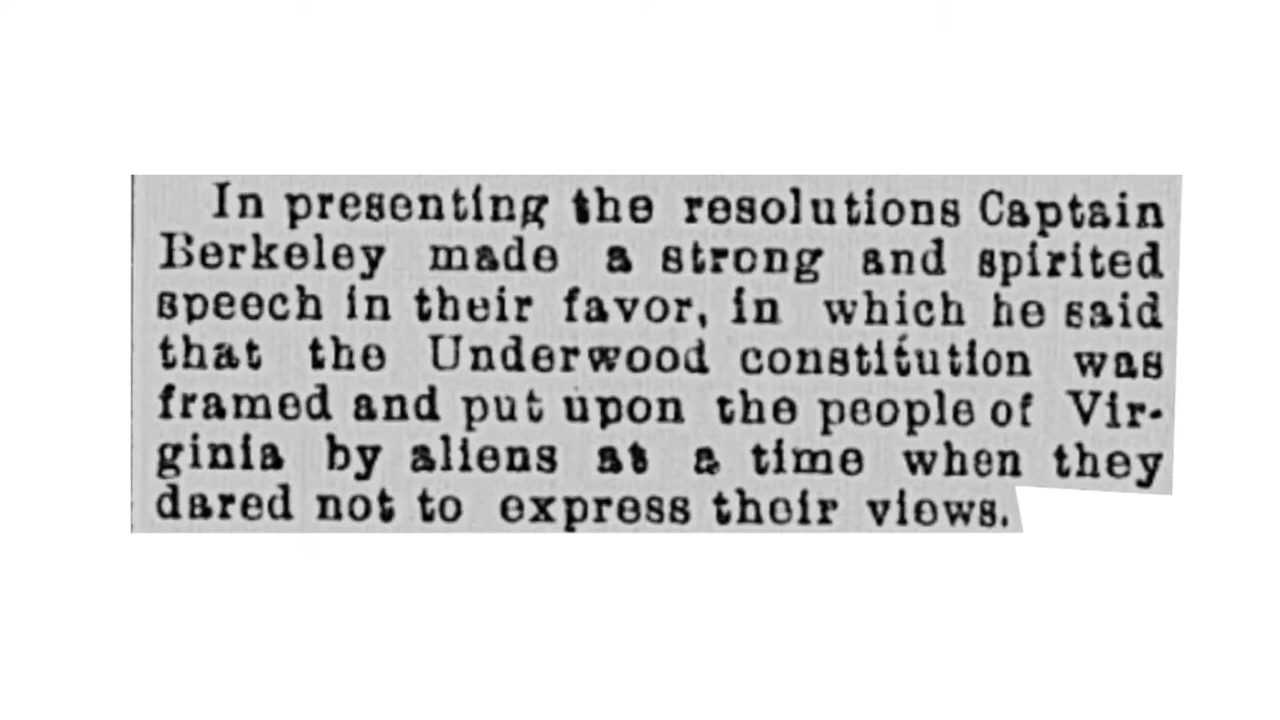 In presenting the resolutions Captain
Berkeley made a strong and spirited
speech in their favor, in which he said
that the Underwood constitution was
framed and put upon the people of Vir-
ginia by aliens at a time when they
dared not to express their views.